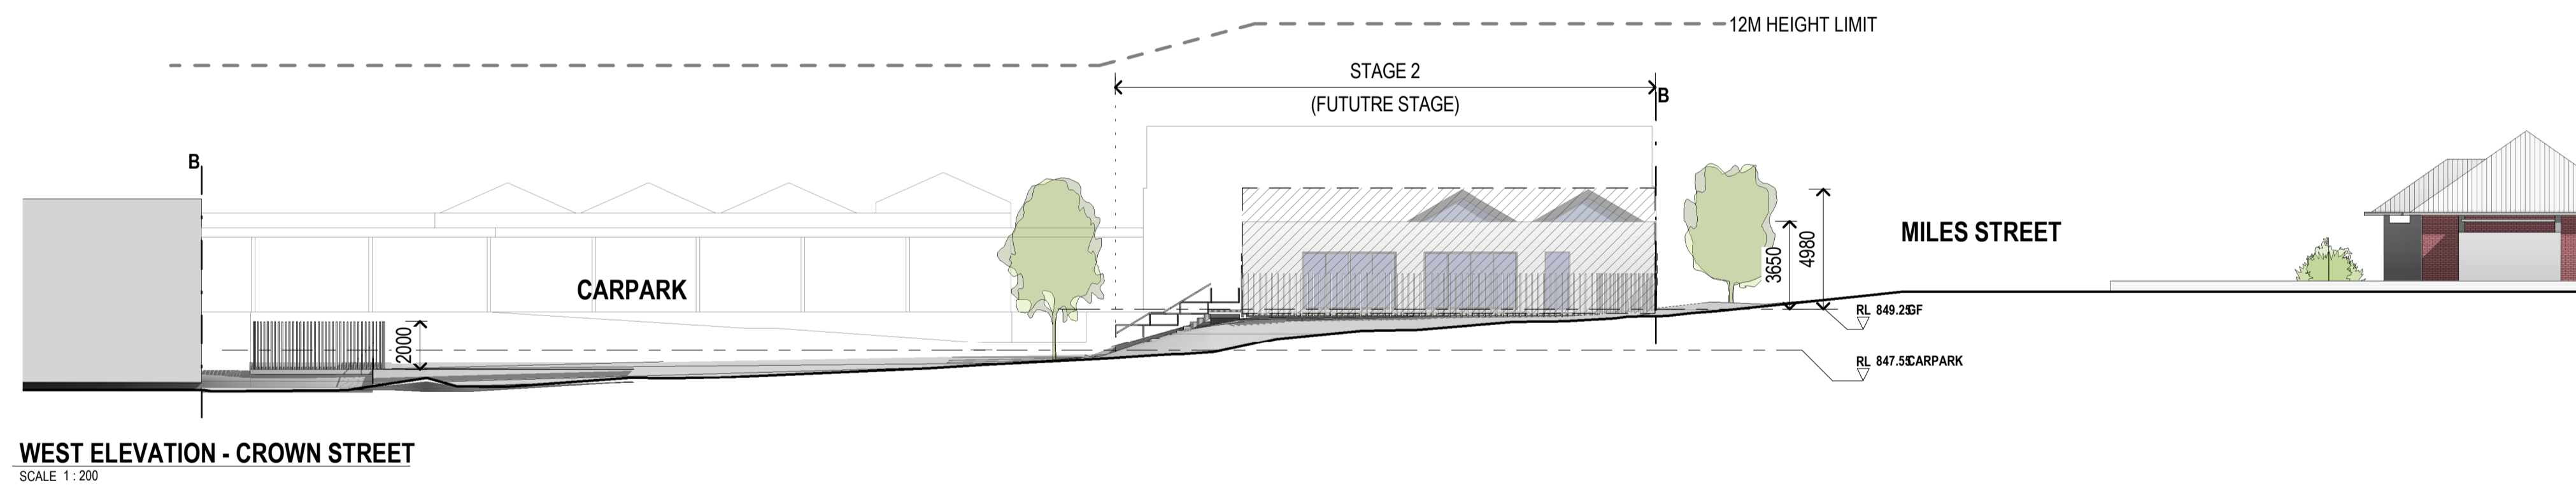 12M HEIGHT LIMIT
STAGE 2
(FUTUTRE STAGE)
B
B
CARPARK
MILES STREET
2000
3650
4980
RL 849.25 GF
RL 847.55 CARPARK
WEST ELEVATION - CROWN STREET
SCALE 1 : 200